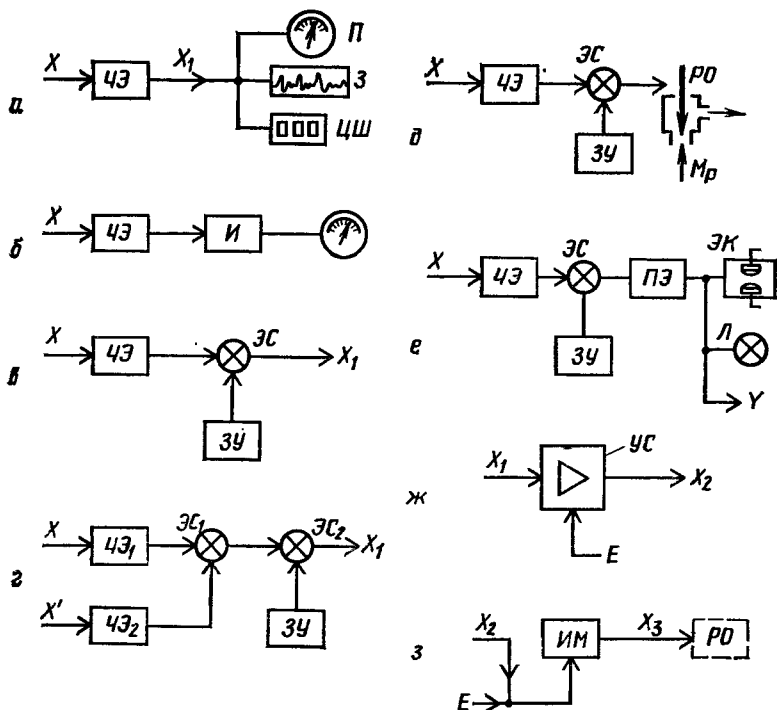 а
X
ЧЭ
X₁
П
З
ЦШ
б
X
ЧЭ
И
в
X
ЧЭ
ЭС
X₁
ЗУ
г
X
ЧЭ₁
ЭС₁
ЭС₂
X₁
X'
ЧЭ₂
ЗУ
д
X
ЧЭ
ЭС
РО
ЗУ
Мр
е
X
ЧЭ
ЭС
ПЭ
ЭК
ЗУ
Л
Y
ж
X₁
УС
X₂
E
з
X₂
ИМ
X₃
РО
E